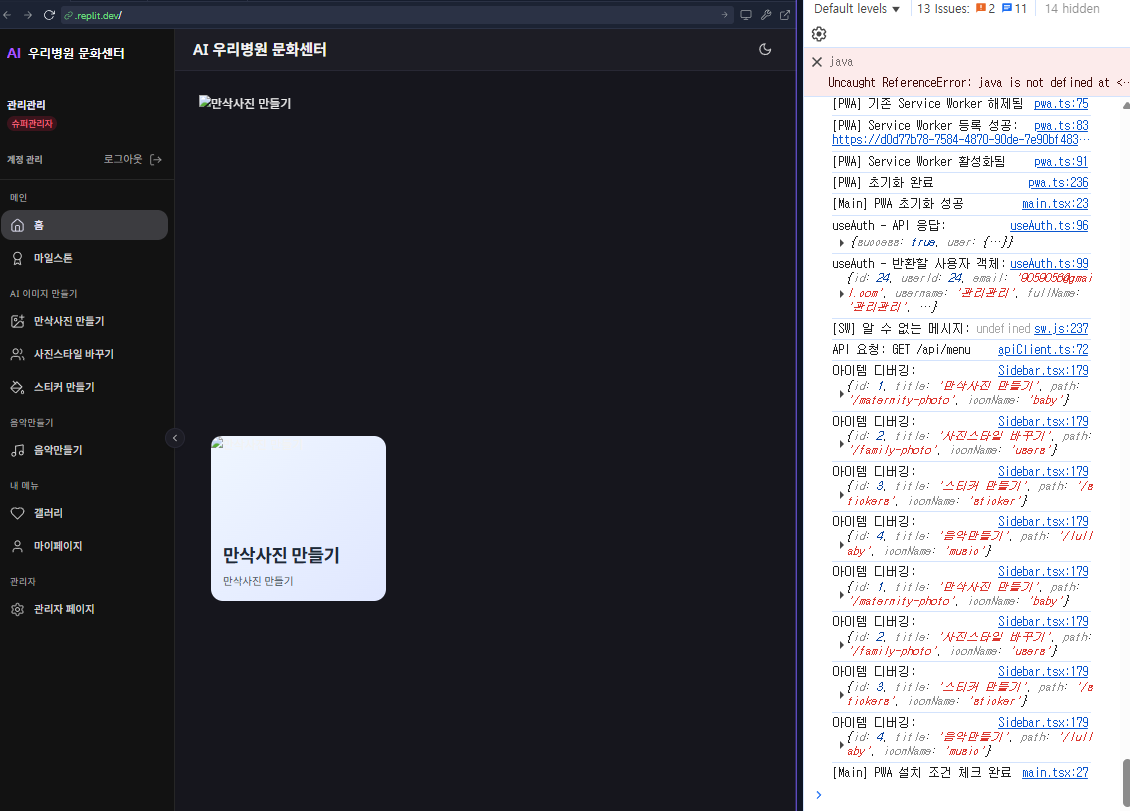 .replit.dev/
AI 우리병원 문화센터
관리관리
슈퍼관리자
계정 관리
로그아웃
메인
홈
마일스톤
AI 이미지 만들기
만삭사진 만들기
사진스타일 바꾸기
스티커 만들기
음악만들기
음악만들기
내 메뉴
갤러리
마이페이지
관리자
관리자 페이지
AI 우리병원 문화센터
만삭사진 만들기
만삭사진 만들기
만삭사진 만들기
Default levels ▼ 13 Issues: 2 11 14 hidden
java
Uncaught ReferenceError: java is not defined at <…
[PWA] 기존 Service Worker 해제됨 pwa.ts:75
[PWA] Service Worker 등록 성공: pwa.ts:83
https://d0d77b78-7584-4870-90de-7e90bf483…
[PWA] Service Worker 활성화됨 pwa.ts:91
[PWA] 초기화 완료 pwa.ts:236
[Main] PWA 초기화 성공 main.tsx:23
useAuth - API 응답: useAuth.ts:96
{success: true, user: {…}}
useAuth - 반환할 사용자 객체: useAuth.ts:99
{id: 24, userId: 24, email:
l.com', username: '관리관리', fullName:
'관리관리', …}
[SW] 알 수 없는 메시지: undefined sw.js:237
API 요청: GET /api/menu apiClient.ts:72
아이템 디버깅: Sidebar.tsx:179
{id: 1, title: '만삭사진 만들기', path:
'/maternity-photo', iconName: 'baby'}
아이템 디버깅: Sidebar.tsx:179
{id: 2, title: '사진스타일 바꾸기', path:
'/family-photo', iconName: 'users'}
아이템 디버깅: Sidebar.tsx:179
{id: 3, title: '스티커 만들기', path: '/s
tickers', iconName: 'sticker'}
아이템 디버깅: Sidebar.tsx:179
{id: 4, title: '음악만들기', path: '/lull
aby', iconName: 'music'}
아이템 디버깅: Sidebar.tsx:179
{id: 1, title: '만삭사진 만들기', path:
'/maternity-photo', iconName: 'baby'}
아이템 디버깅: Sidebar.tsx:179
{id: 2, title: '사진스타일 바꾸기', path:
'/family-photo', iconName: 'users'}
아이템 디버깅: Sidebar.tsx:179
{id: 3, title: '스티커 만들기', path: '/s
tickers', iconName: 'sticker'}
아이템 디버깅: Sidebar.tsx:179
{id: 4, title: '음악만들기', path: '/lull
aby', iconName: 'music'}
[Main] PWA 설치 조건 체크 완료 main.tsx:27